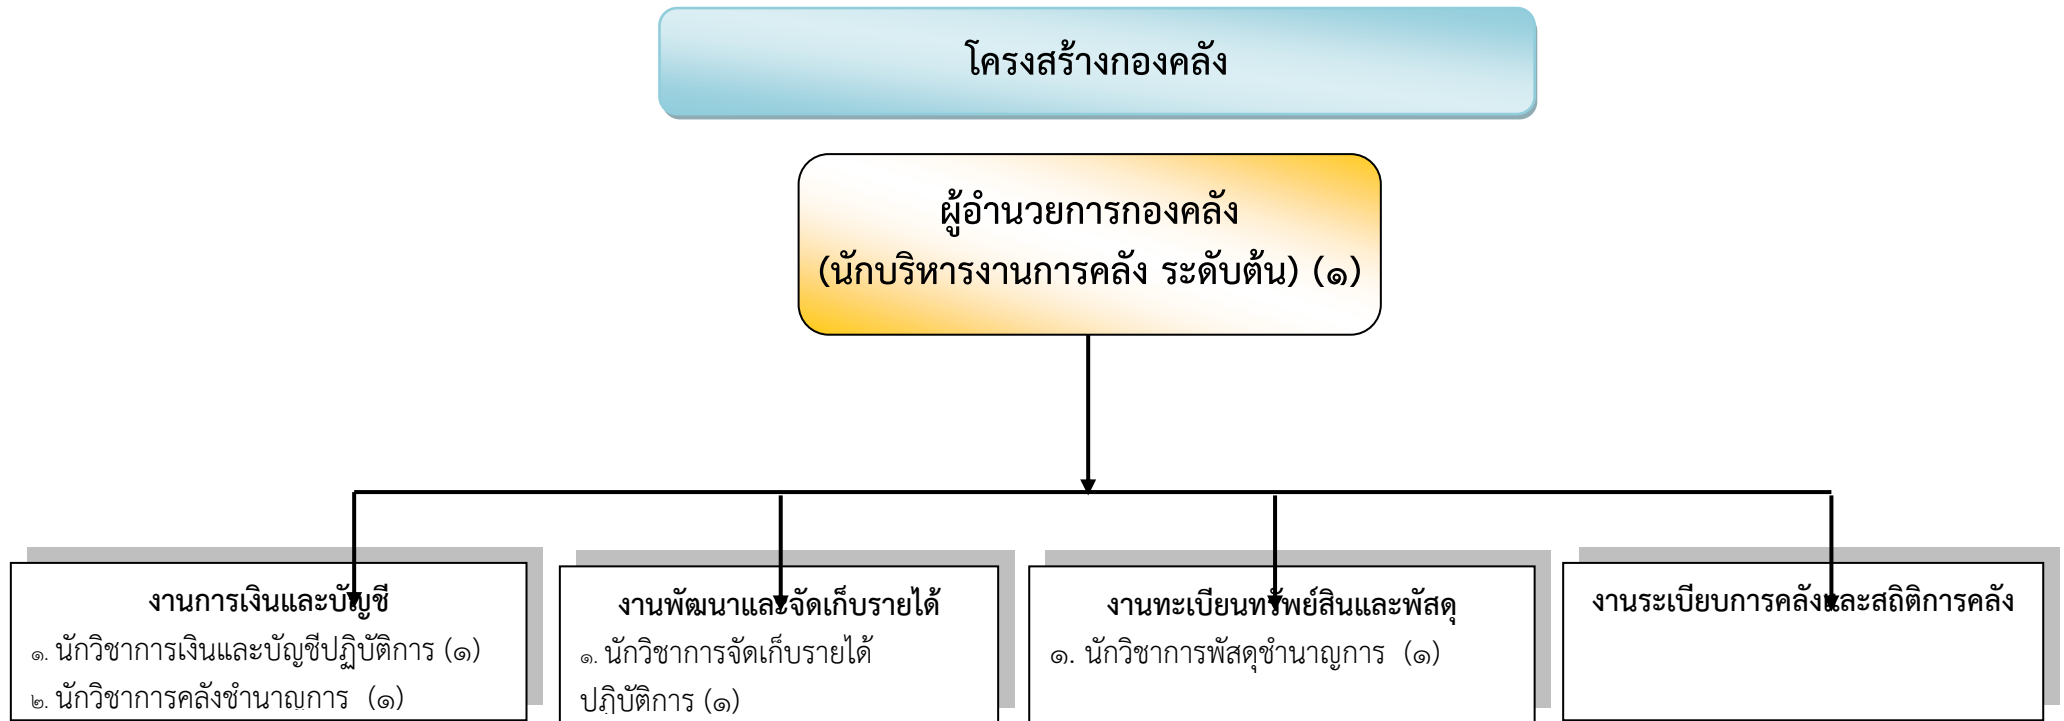 โครงสร้างกองคลัง
ผู้อำนวยการกองคลัง
(นักบริหารงานการคลัง ระดับต้น) (๑)
งานการเงินและบัญชี
๑. นักวิชาการเงินและบัญชีปฏิบัติการ (๑)
๒. นักวิชาการคลังชำนาญการ (๑)
งานพัฒนาและจัดเก็บรายได้
๑. นักวิชาการจัดเก็บรายได้
ปฏิบัติการ (๑)
งานทะเบียนทรัพย์สินและพัสดุ
๑. นักวิชาการพัสดุชำนาญการ (๑)
งานระเบียบการคลังและสถิติการคลัง